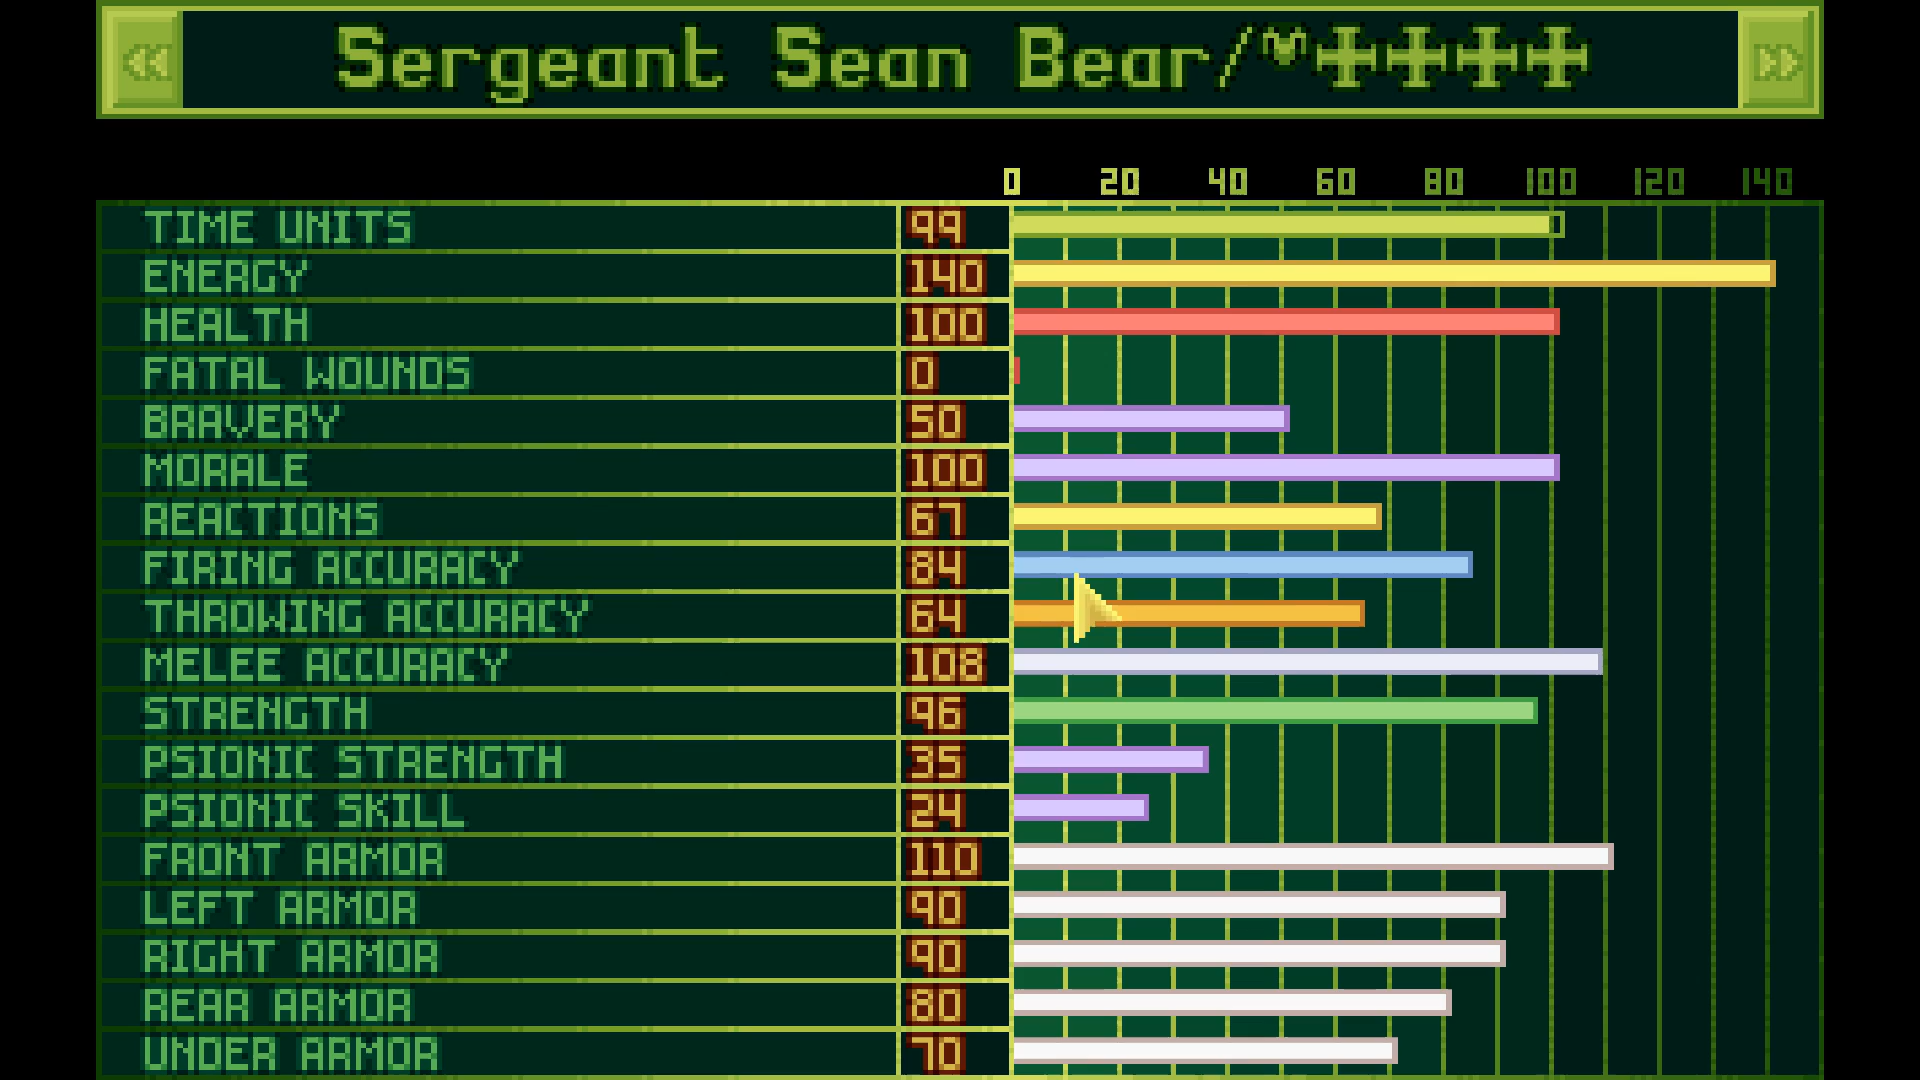 Sergeant Sean Bear/♥✠✠✠✠
0 20 40 60 80 100 120 140
TIME UNITS 99
ENERGY 140
HEALTH 100
FATAL WOUNDS 0
BRAVERY 50
MORALE 100
REACTIONS 67
FIRING ACCURACY 84
THROWING ACCURACY 64
MELEE ACCURACY 108
STRENGTH 96
PSIONIC STRENGTH 35
PSIONIC SKILL 24
FRONT ARMOR 110
LEFT ARMOR 90
RIGHT ARMOR 90
REAR ARMOR 80
UNDER ARMOR 70